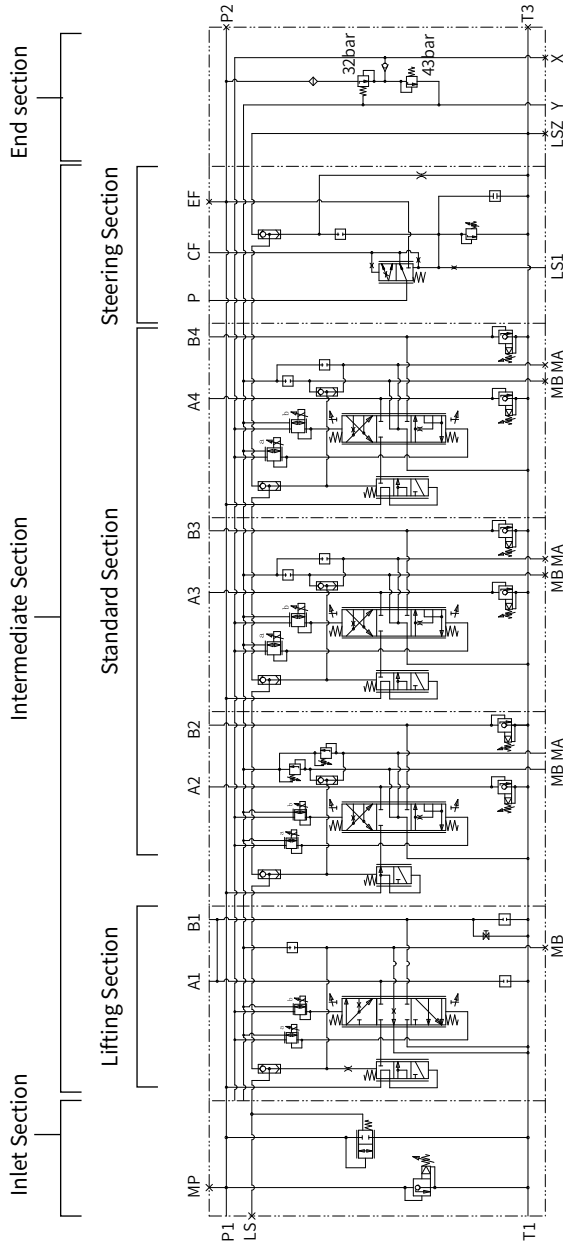 Inlet Section
Intermediate Section
End section
Lifting Section
Standard Section
Steering Section
MP
A1
B1
A2
B2
A3
B3
A4
B4
P
CF
EF
P1
P2
LS
a
b
a
b
a
b
a
b
32bar
43bar
T1
T3
MB
MB MA
MB MA
MB MA
LS1
LSZ
Y
X